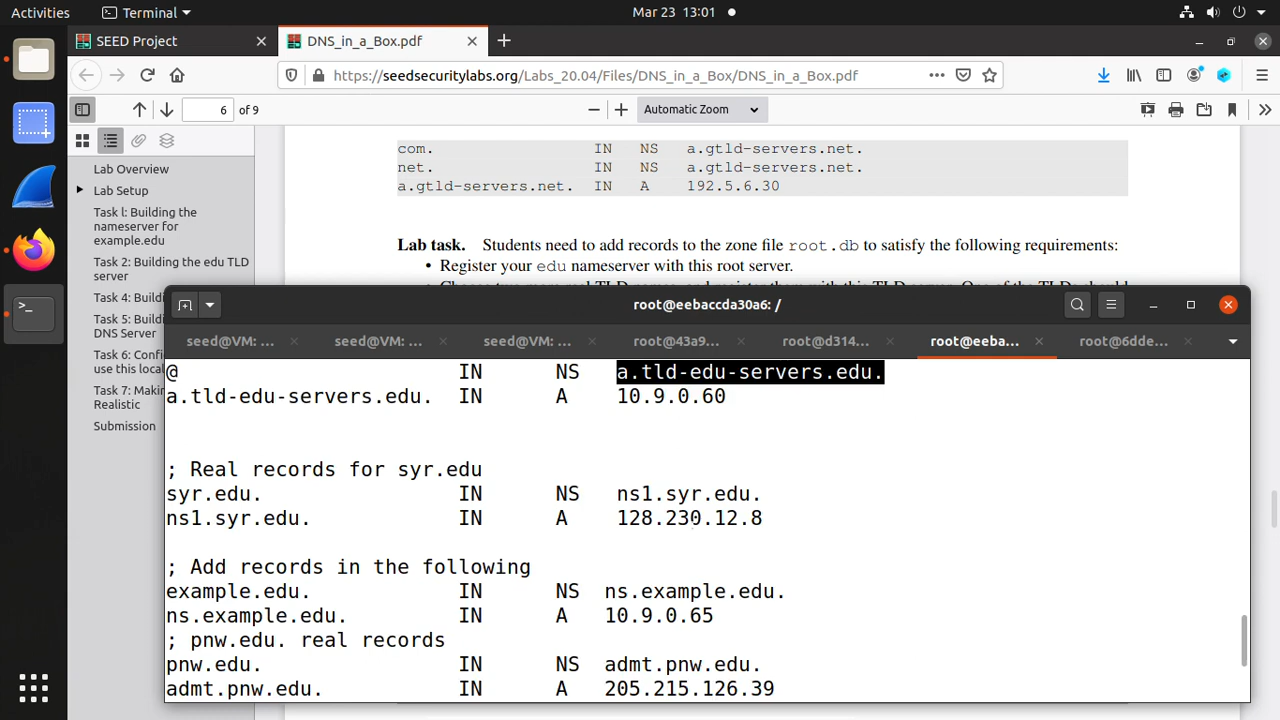 Activities Terminal Mar 23 13:01
SEED Project DNS_in_a_Box.pdf
https://seedsecuritylabs.org/Labs_20.04/Files/DNS_in_a_Box/DNS_in_a_Box.pdf
6 of 9 Automatic Zoom
Lab Overview
Lab Setup
Task l: Building the
nameserver for
example.edu
Task 2: Building the edu TLD
server
Task 4: Buildi
Task 5: Buildi
DNS Server
Task 6: Confi
use this local
Task 7: Makin
Realistic
Submission
com. IN NS a.gtld-servers.net.
net. IN NS a.gtld-servers.net.
a.gtld-servers.net. IN A 192.5.6.30
Lab task. Students need to add records to the zone file root.db to satisfy the following requirements:
• Register your edu nameserver with this root server.
root@eebaccda30a6: /
seed@VM: ... seed@VM: ... seed@VM: ... root@43a9... root@d314... root@eeba... root@6dde...
@ IN NS a.tld-edu-servers.edu.
a.tld-edu-servers.edu. IN A 10.9.0.60
; Real records for syr.edu
syr.edu. IN NS ns1.syr.edu.
ns1.syr.edu. IN A 128.230.12.8
; Add records in the following
example.edu. IN NS ns.example.edu.
ns.example.edu. IN A 10.9.0.65
; pnw.edu. real records
pnw.edu. IN NS admt.pnw.edu.
admt.pnw.edu. IN A 205.215.126.39